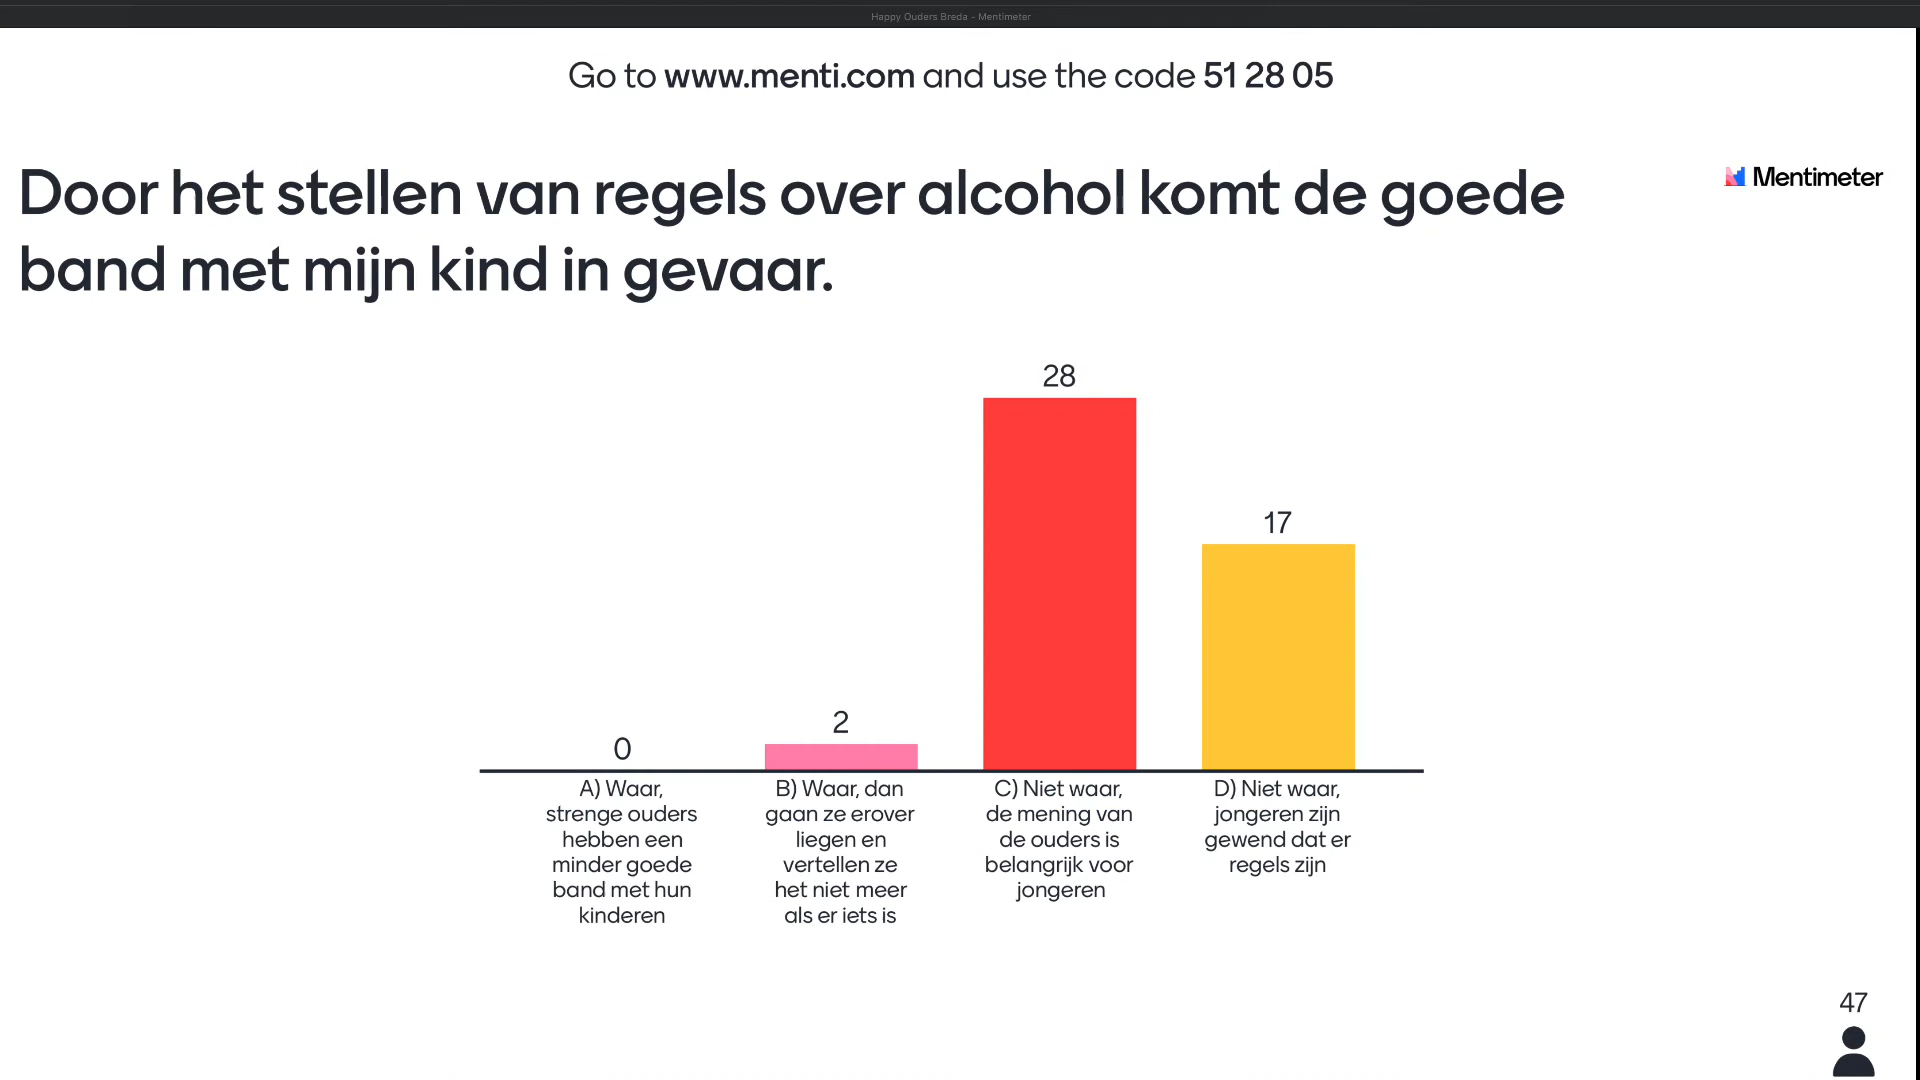 Happy Ouders Breda - Mentimeter
Go to www.menti.com and use the code 51 28 05
Door het stellen van regels over alcohol komt de goede
band met mijn kind in gevaar.
Mentimeter
28
17
2
0
A) Waar,
strenge ouders
hebben een
minder goede
band met hun
kinderen
B) Waar, dan
gaan ze erover
liegen en
vertellen ze
het niet meer
als er iets is
C) Niet waar,
de mening van
de ouders is
belangrijk voor
jongeren
D) Niet waar,
jongeren zijn
gewend dat er
regels zijn
47